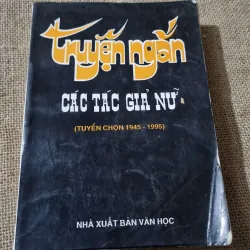 truyện ngắn
CÁC TÁC GIẢ NỮ
(TUYỂN CHỌN 1945 - 1995)
NHÀ XUẤT BẢN VĂN HỌC